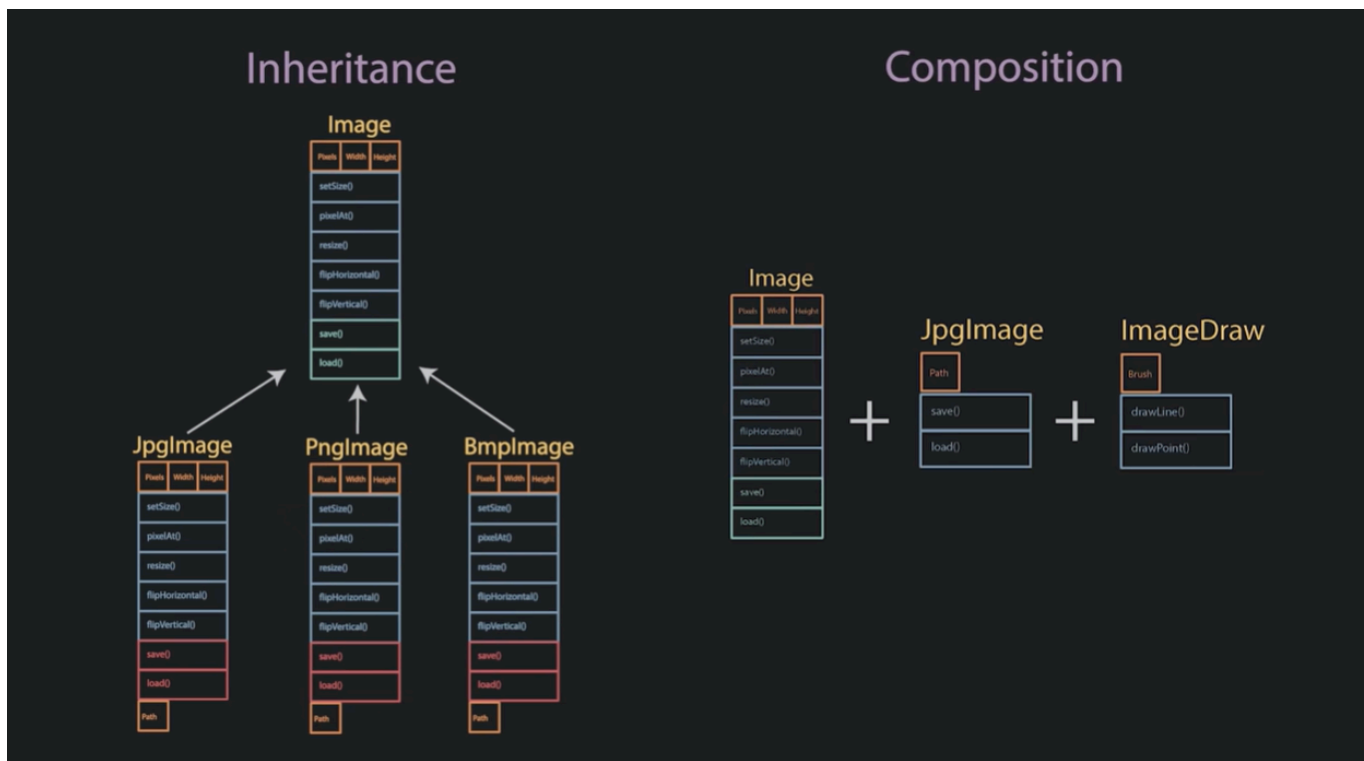 Inheritance
Image
Pixels Width Height
setSize()
pixelAt()
resize()
flipHorizontal()
flipVertical()
save()
load()
JpgImage
Pixels Width Height
setSize()
pixelAt()
resize()
flipHorizontal()
flipVertical()
save()
load()
Path
PngImage
Pixels Width Height
setSize()
pixelAt()
resize()
flipHorizontal()
flipVertical()
save()
load()
Path
BmpImage
Pixels Width Height
setSize()
pixelAt()
resize()
flipHorizontal()
flipVertical()
save()
load()
Path
Composition
Image
Pixels Width Height
setSize()
pixelAt()
resize()
flipHorizontal()
flipVertical()
save()
load()
+
JpgImage
Path
save()
load()
+
ImageDraw
Brush
drawLine()
drawPoint()